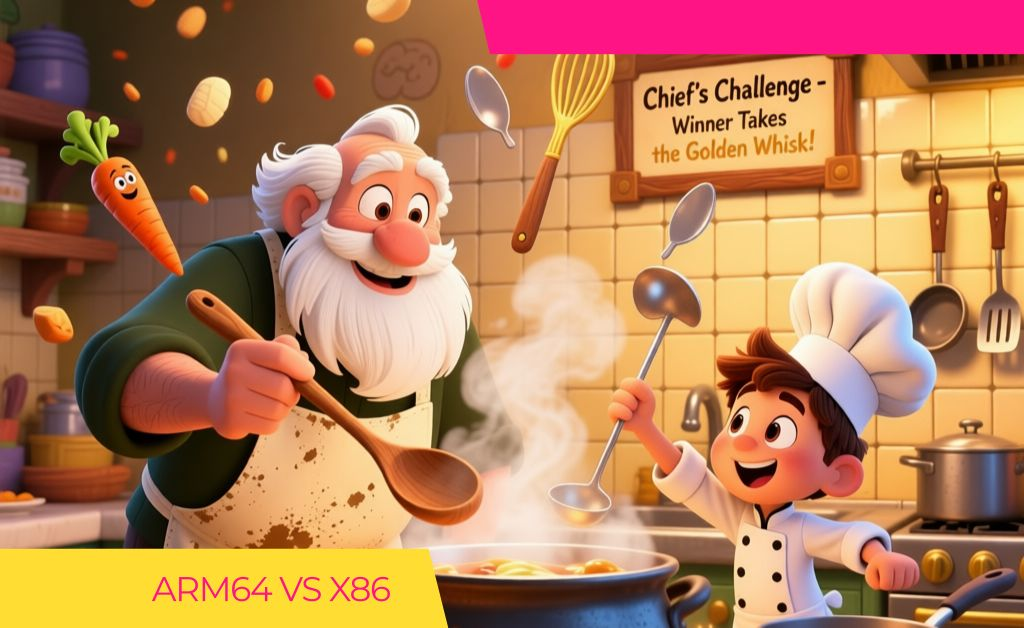 Chief's Challenge -
Winner Takes
the Golden Whisk!
ARM64 VS X86